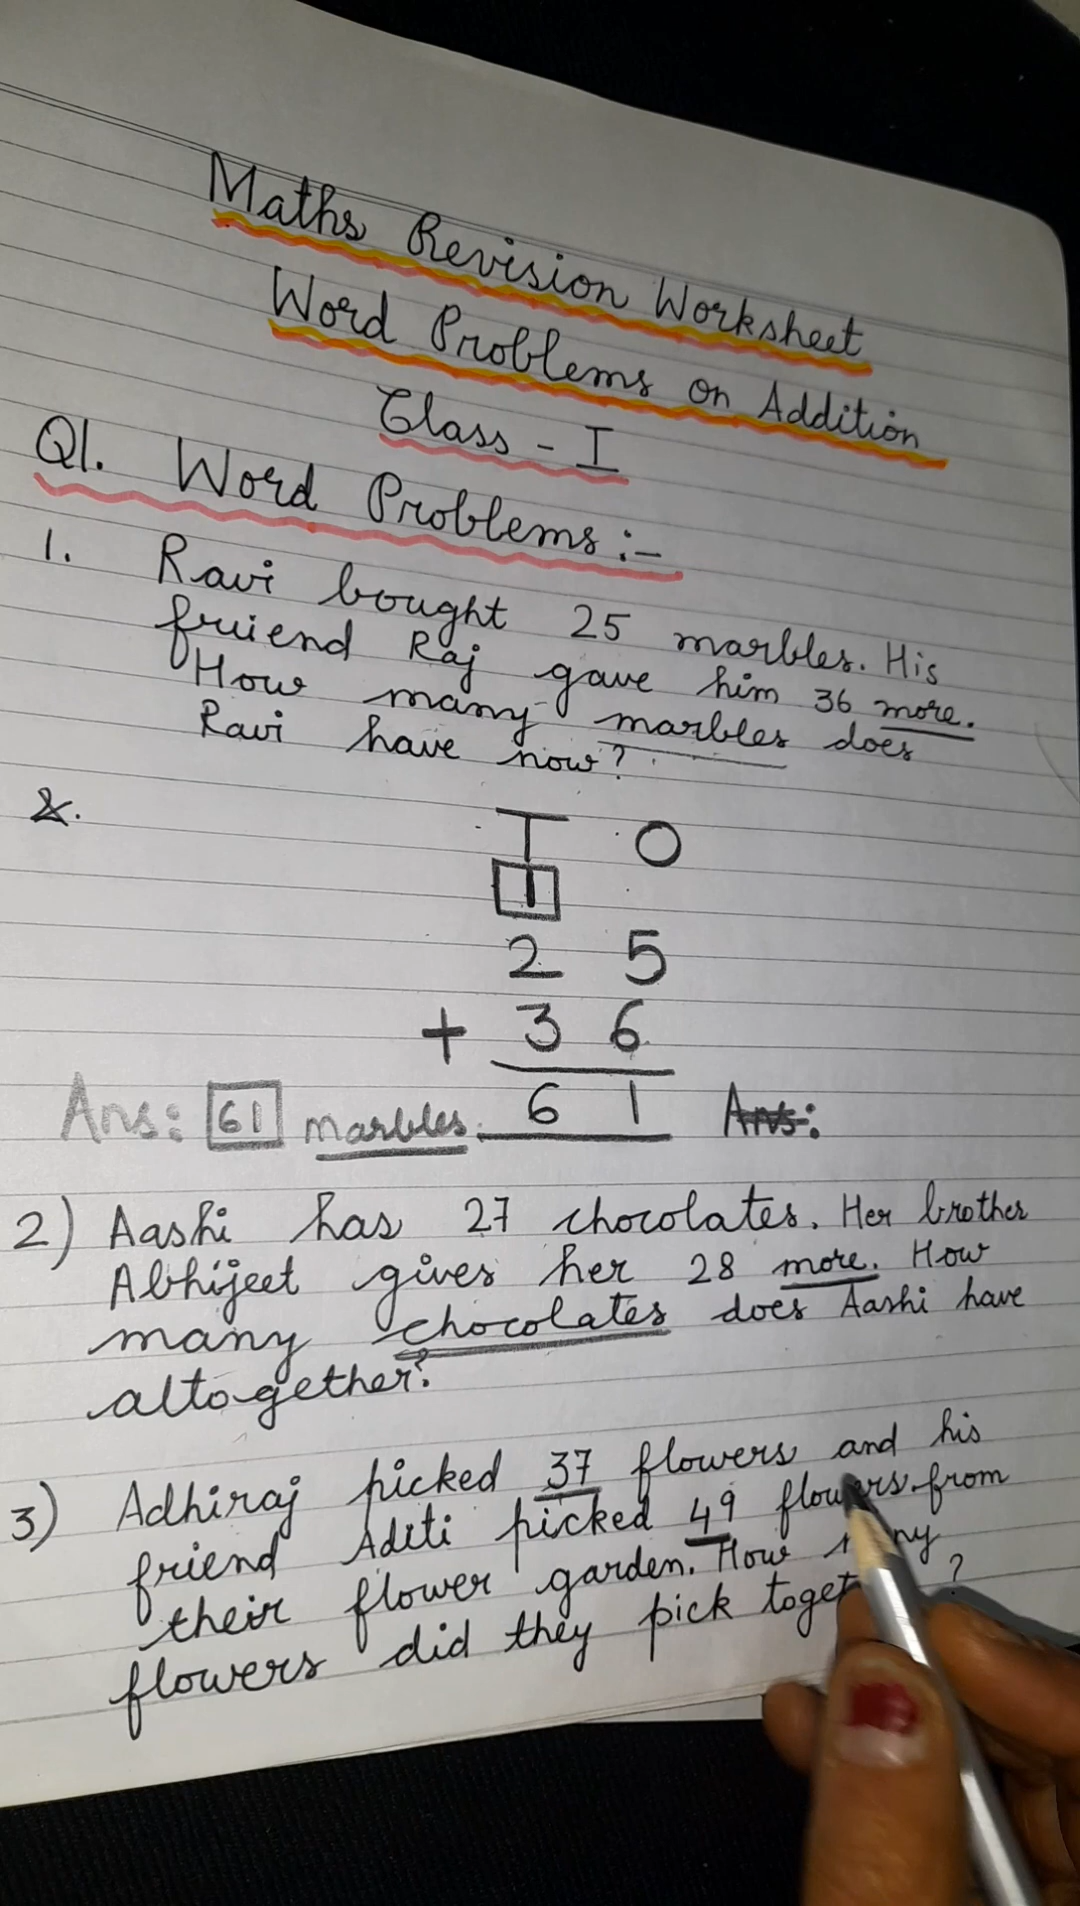 Maths Revision Worksheet
Word Problems on Addition
Class - I
Q1. Word Problems :-
1. Ravi bought 25 marbles. His
friend Raj gave him 36 more.
How many marbles does
Ravi have now?
2.
T O
1
2 5
+ 3 6
6 1
Ans: 61 marbles. Ans:
2) Aashi has 27 chocolates. Her brother
Abhijeet gives her 28 more. How
many chocolates does Aashi have
altogether?
3) Adhiraj picked 37 flowers and his
friend Aditi picked 49 flowers from
their flower garden. How
flowers did they pick ?